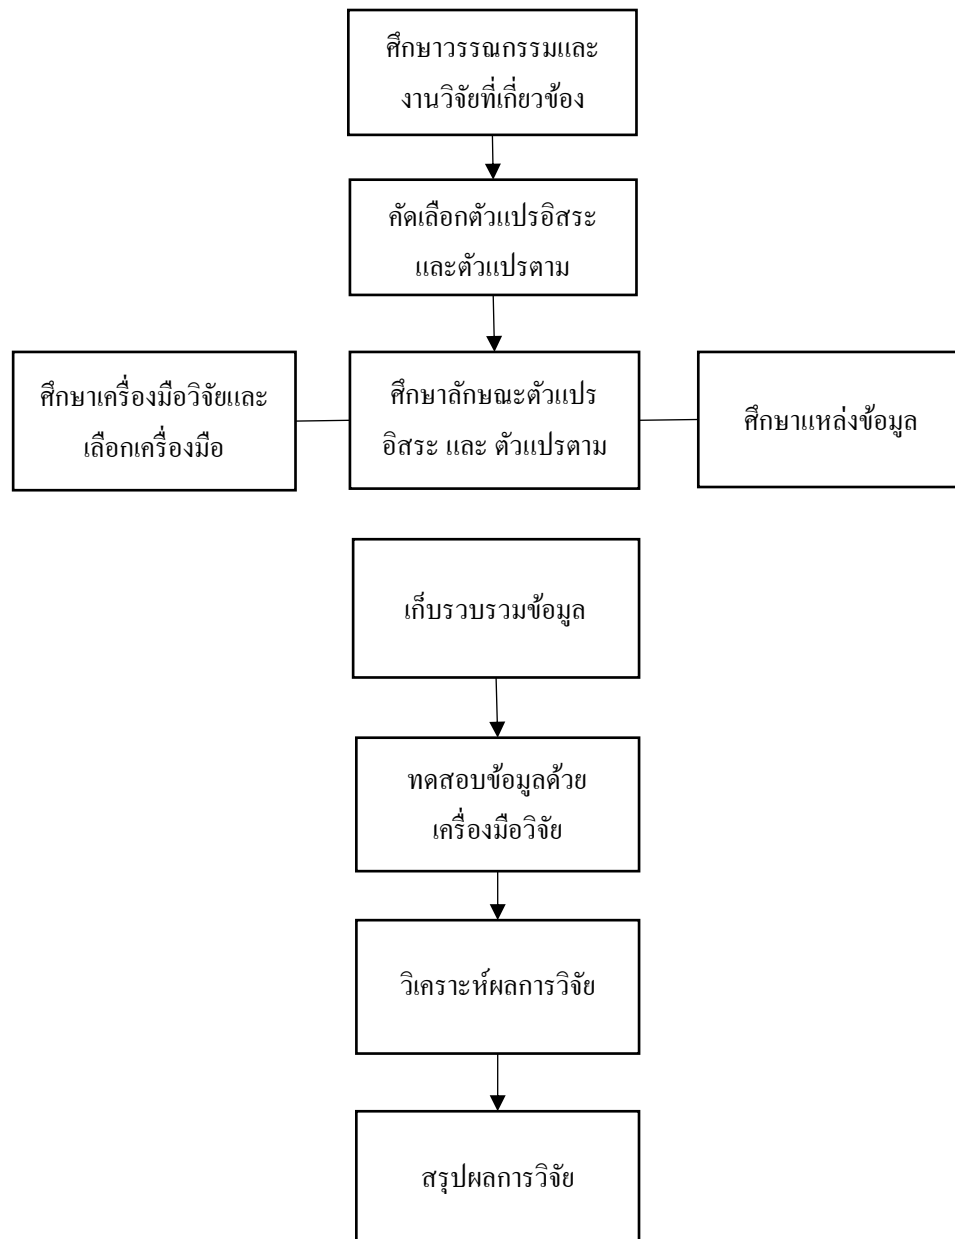 ศึกษาวรรณกรรมและ
งานวิจัยที่เกี่ยวข้อง
คัดเลือกตัวแปรอิสระ
และตัวแปรตาม
ศึกษาเครื่องมือวิจัยและ
เลือกเครื่องมือ
ศึกษาลักษณะตัวแปร
อิสระ และ ตัวแปรตาม
ศึกษาแหล่งข้อมูล
เก็บรวบรวมข้อมูล
ทดสอบข้อมูลด้วย
เครื่องมือวิจัย
วิเคราะห์ผลการวิจัย
สรุปผลการวิจัย